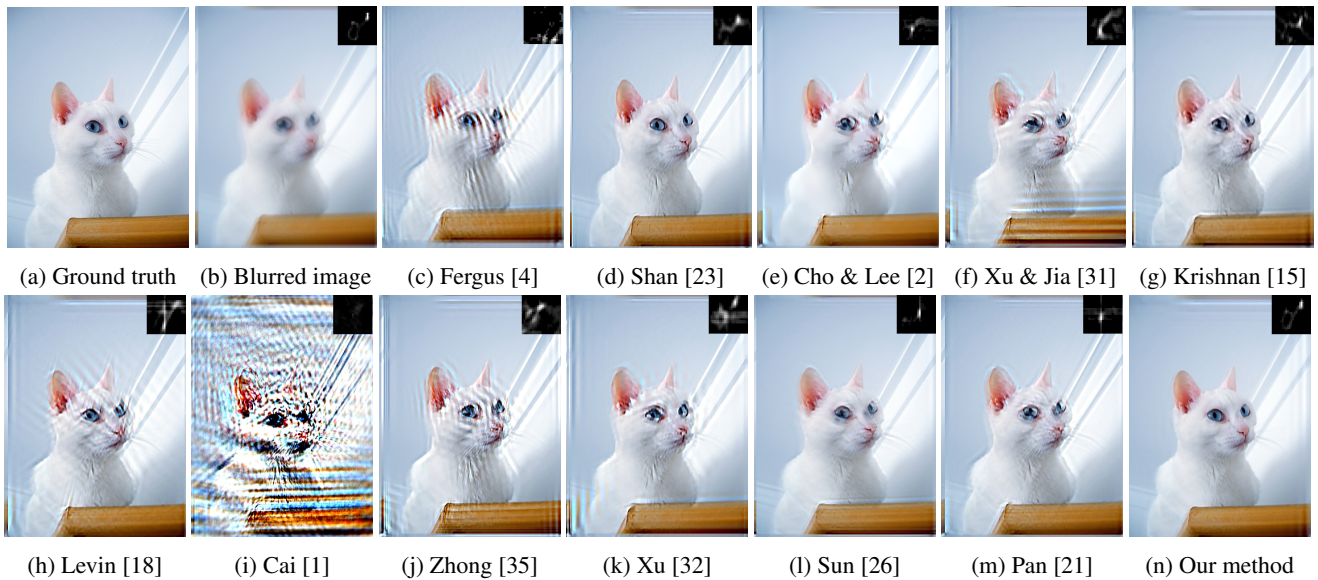 (a) Ground truth (b) Blurred image (c) Fergus [4] (d) Shan [23] (e) Cho & Lee [2] (f) Xu & Jia [31] (g) Krishnan [15]
(h) Levin [18] (i) Cai [1] (j) Zhong [35] (k) Xu [32] (l) Sun [26] (m) Pan [21] (n) Our method